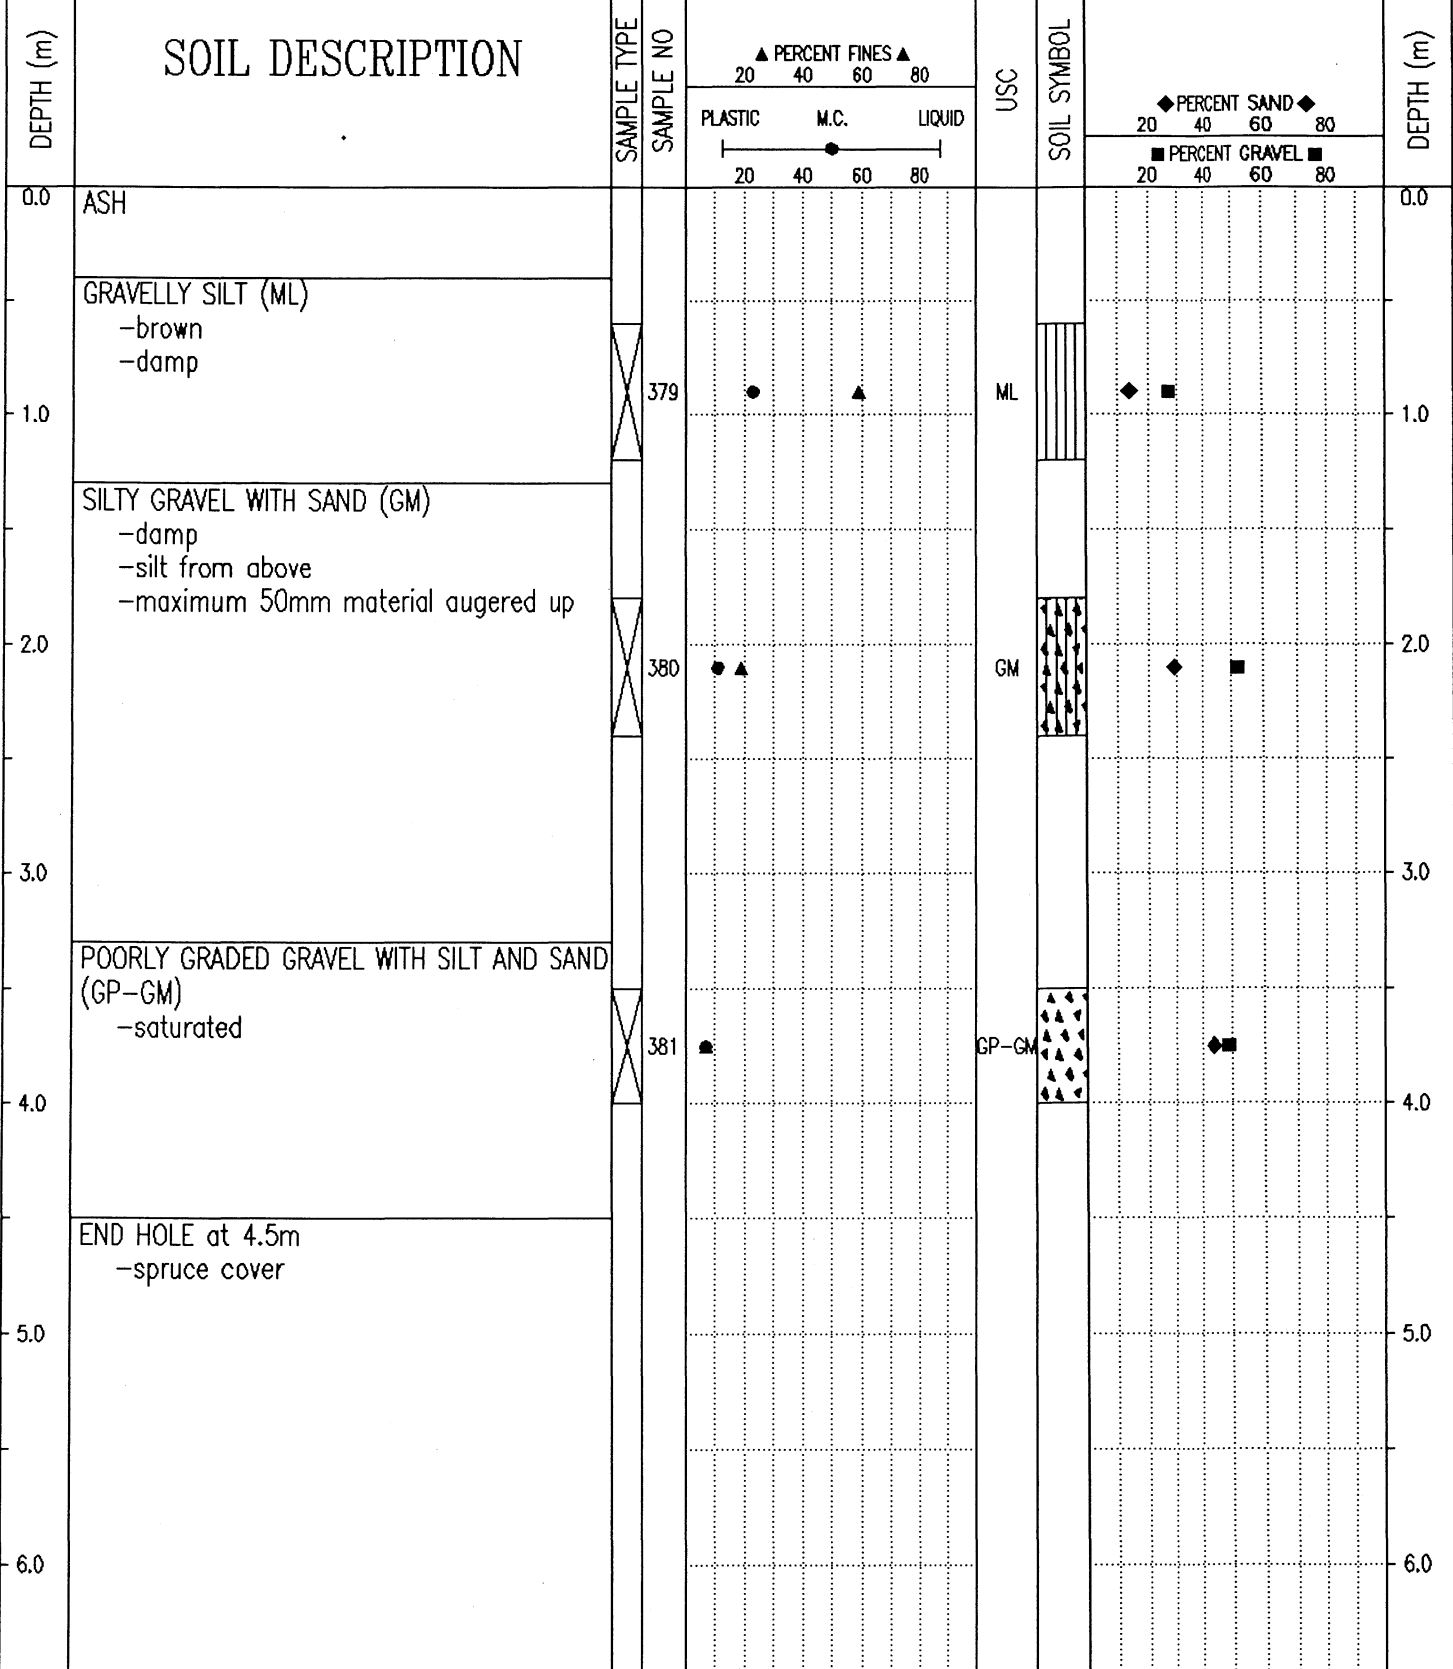 DEPTH (m)
SOIL DESCRIPTION
SAMPLE TYPE
SAMPLE NO
▲ PERCENT FINES ▲
20 40 60 80
PLASTIC M.C. LIQUID
20 40 60 80
USC
SOIL SYMBOL
◆ PERCENT SAND ◆
20 40 60 80
■ PERCENT GRAVEL ■
20 40 60 80
DEPTH (m)
0.0 ASH 0.0
GRAVELLY SILT (ML)
-brown
-damp
379 ML
1.0 1.0
SILTY GRAVEL WITH SAND (GM)
-damp
-silt from above
-maximum 50mm material augered up
2.0 2.0
380 GM
3.0 3.0
POORLY GRADED GRAVEL WITH SILT AND SAND
(GP-GM)
-saturated
381 GP-GM
4.0 4.0
END HOLE at 4.5m
-spruce cover
5.0 5.0
6.0 6.0